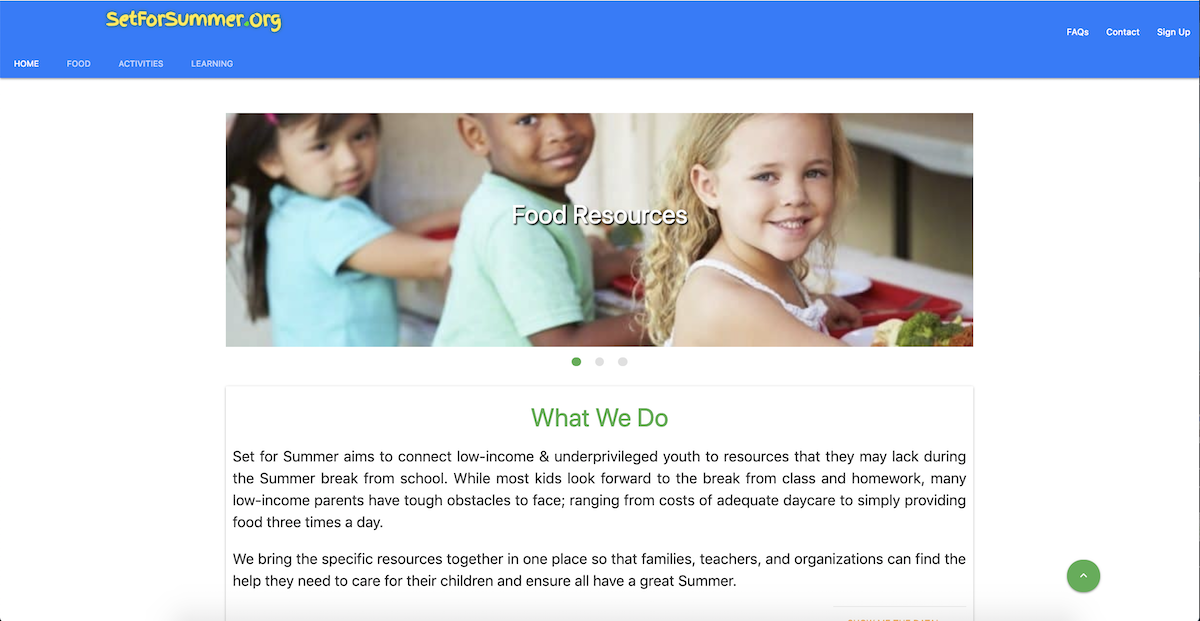 SetForSummer.Org
FAQs Contact Sign Up
HOME FOOD ACTIVITIES LEARNING
Food Resources
What We Do
Set for Summer aims to connect low-income & underprivileged youth to resources that they may lack during
the Summer break from school. While most kids look forward to the break from class and homework, many
low-income parents have tough obstacles to face; ranging from costs of adequate daycare to simply providing
food three times a day.
We bring the specific resources together in one place so that families, teachers, and organizations can find the
help they need to care for their children and ensure all have a great Summer.